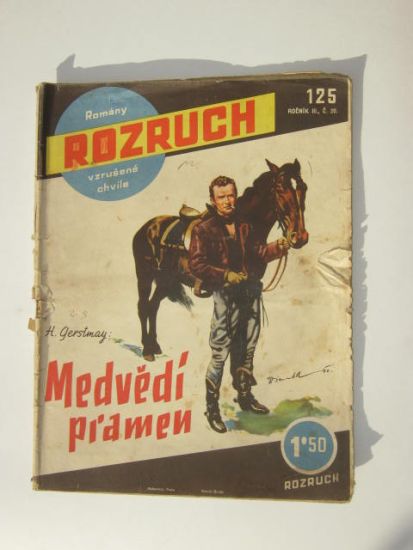 Romány
ROZRUCH
vzrušené
chvíle
125
ROČNÍK III., Č. 20.
H. Gerstmay:
Medvědí
pramen
1·50
ROZRUCH